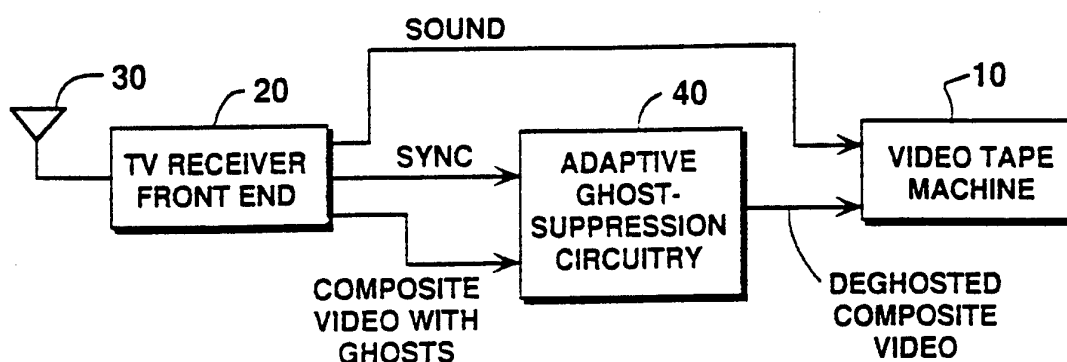 SOUND
30
20
40
10
TV RECEIVER
FRONT END
SYNC
ADAPTIVE
GHOST-
SUPPRESSION
CIRCUITRY
VIDEO TAPE
MACHINE
COMPOSITE
VIDEO WITH
GHOSTS
DEGHOSTED
COMPOSITE
VIDEO